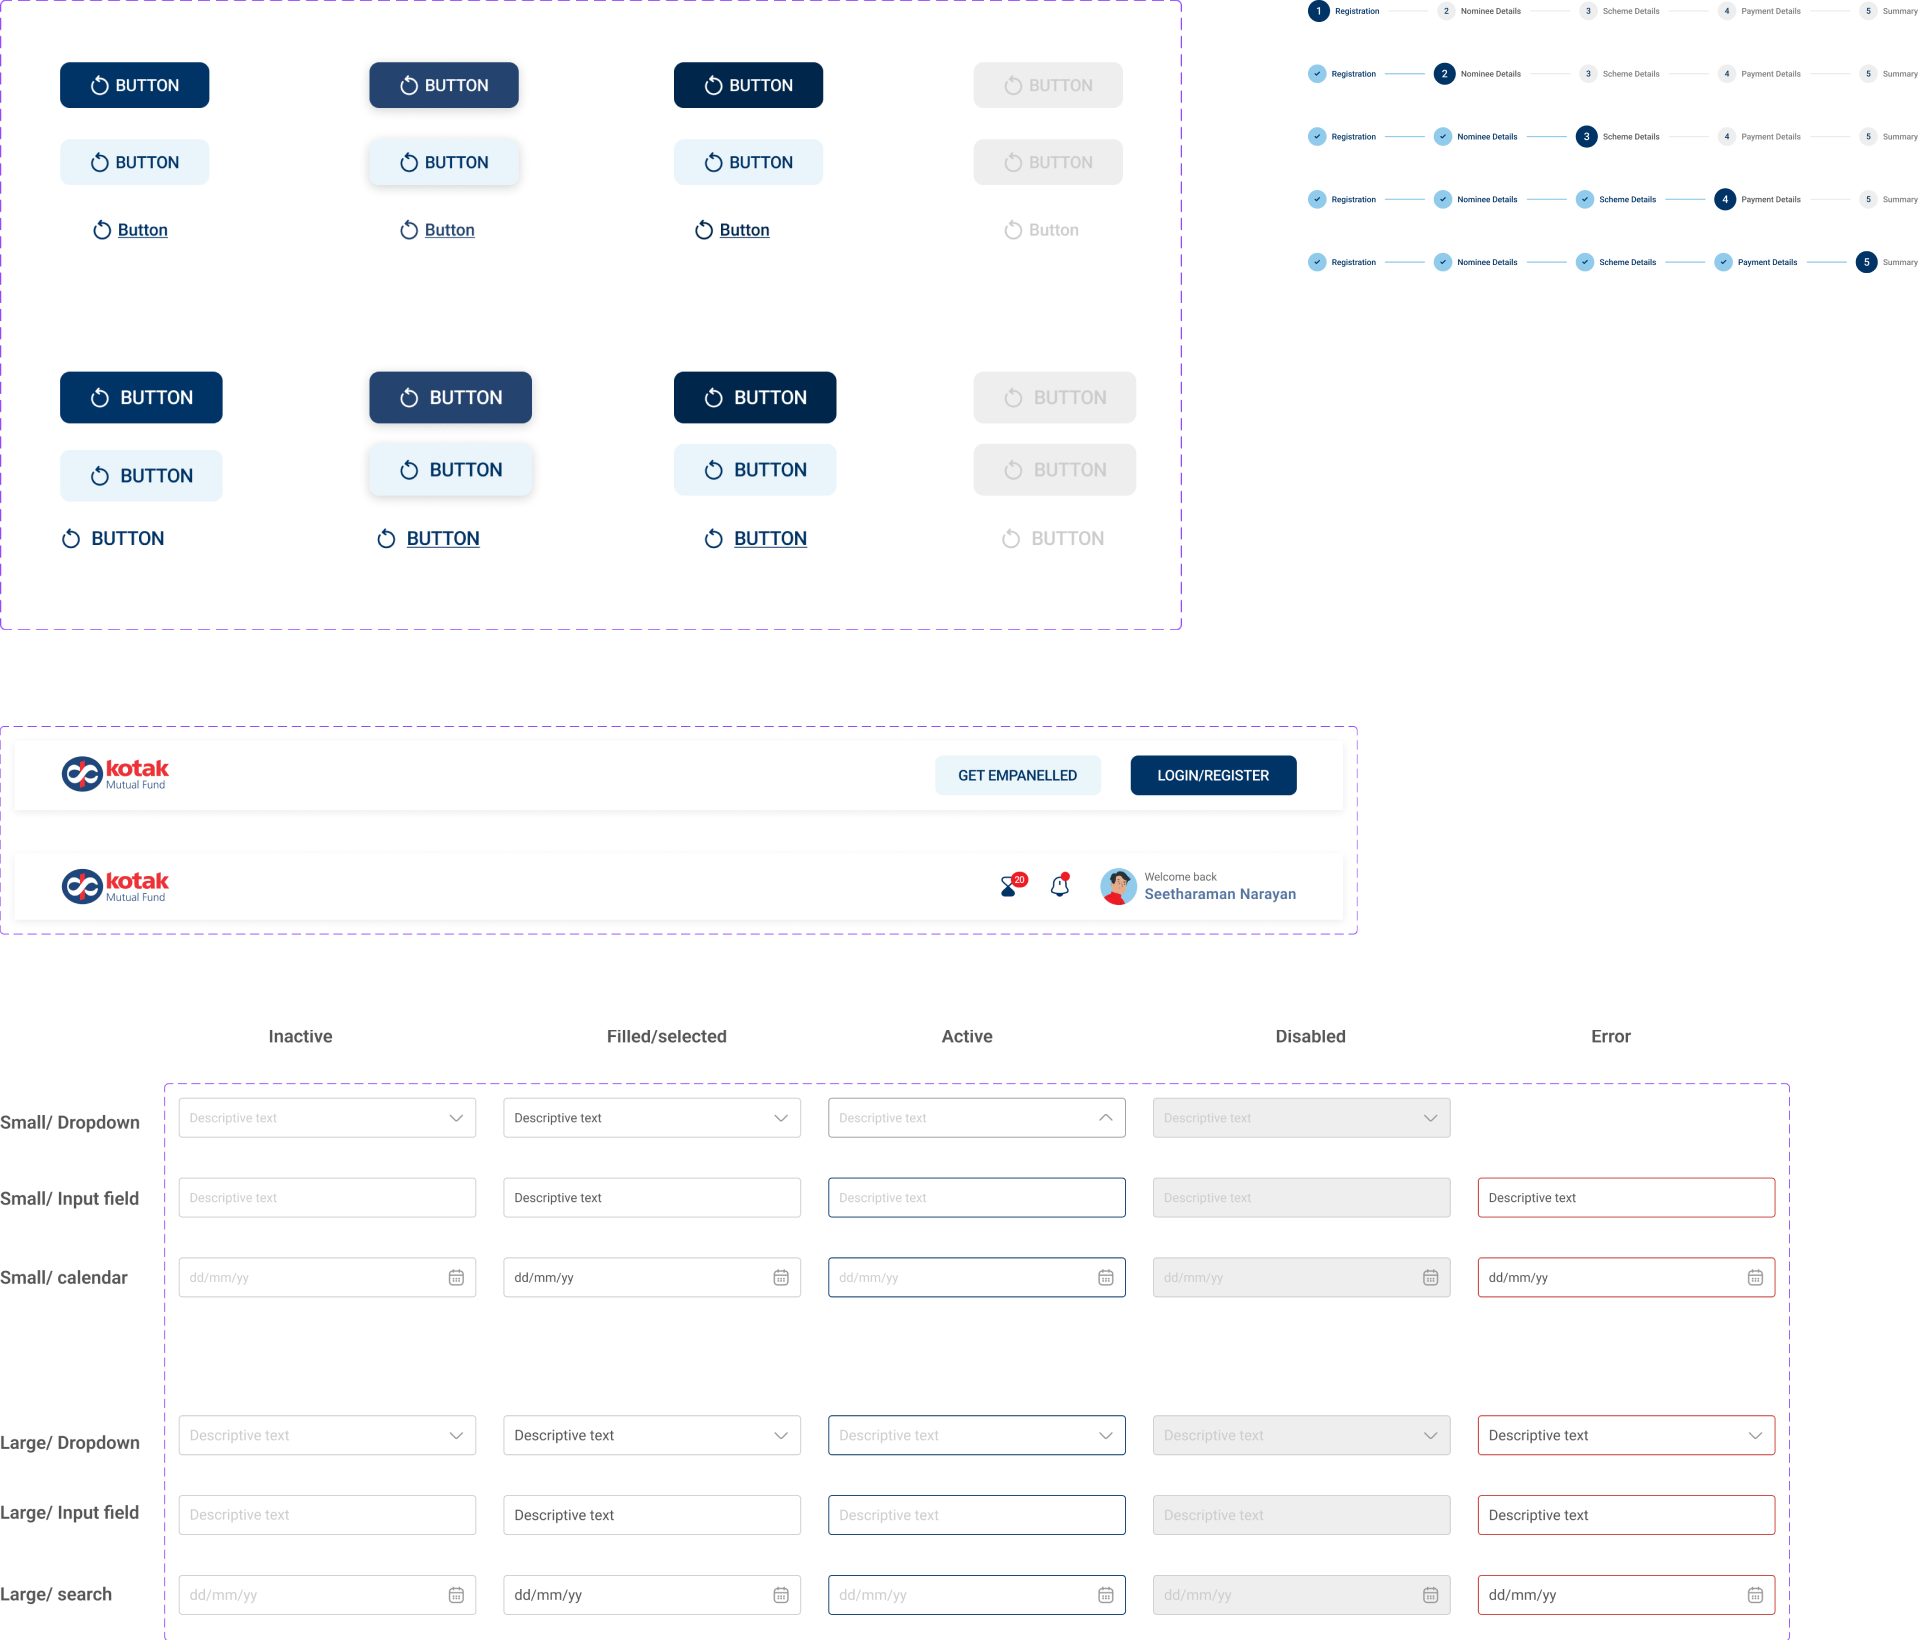 BUTTON BUTTON BUTTON BUTTON
BUTTON BUTTON BUTTON BUTTON
Button Button Button Button
BUTTON BUTTON BUTTON BUTTON
BUTTON BUTTON BUTTON BUTTON
BUTTON BUTTON BUTTON BUTTON
1 Registration 2 Nominee Details 3 Scheme Details 4 Payment Details 5 Summary
Registration 2 Nominee Details 3 Scheme Details 4 Payment Details 5 Summary
Registration Nominee Details 3 Scheme Details 4 Payment Details 5 Summary
Registration Nominee Details Scheme Details 4 Payment Details 5 Summary
Registration Nominee Details Scheme Details Payment Details 5 Summary
kotak
Mutual Fund
GET EMPANELLED LOGIN/REGISTER
kotak
Mutual Fund
20
Welcome back
Seetharaman Narayan
Inactive Filled/selected Active Disabled Error
Small/ Dropdown Descriptive text Descriptive text Descriptive text Descriptive text
Small/ Input field Descriptive text Descriptive text Descriptive text Descriptive text Descriptive text
Small/ calendar dd/mm/yy dd/mm/yy dd/mm/yy dd/mm/yy dd/mm/yy
Large/ Dropdown Descriptive text Descriptive text Descriptive text Descriptive text Descriptive text
Large/ Input field Descriptive text Descriptive text Descriptive text Descriptive text Descriptive text
Large/ search dd/mm/yy dd/mm/yy dd/mm/yy dd/mm/yy dd/mm/yy